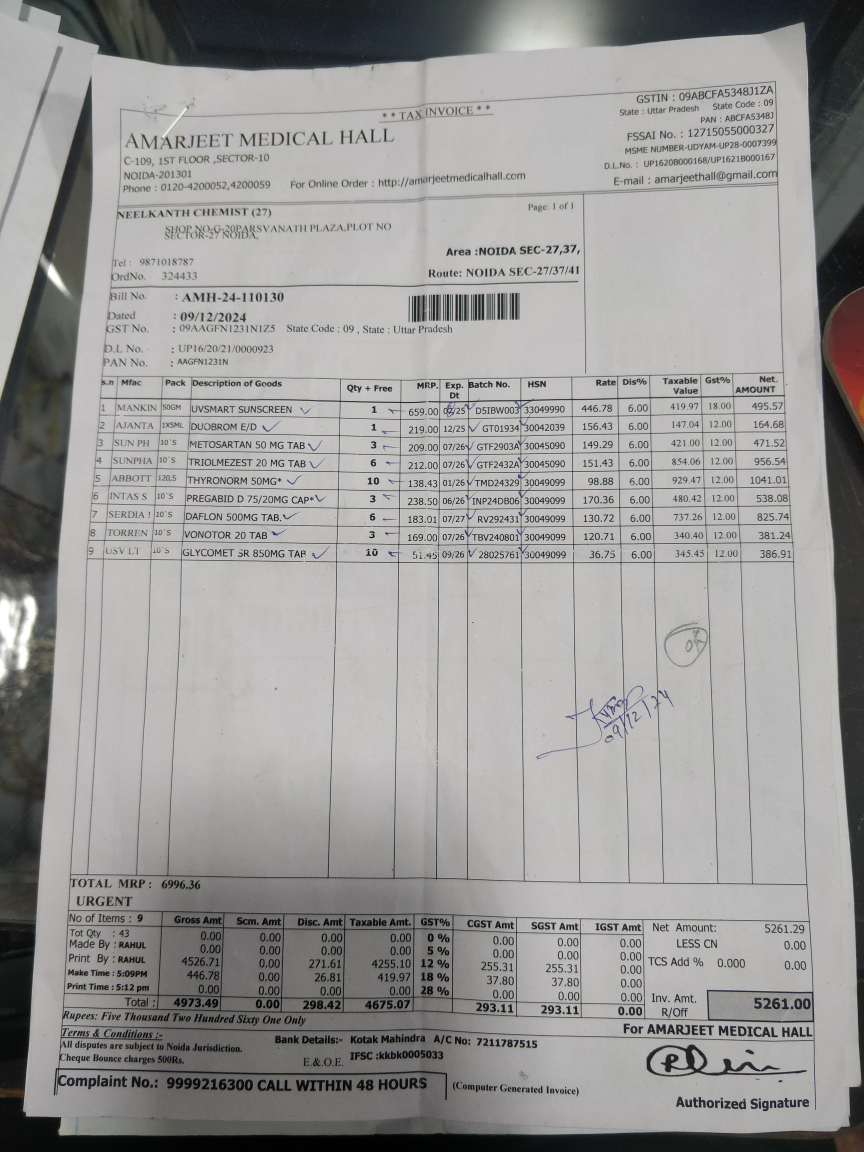 ** TAX INVOICE **
GSTIN : 09ABCFA5348J1ZA
State : Uttar Pradesh State Code : 09
PAN : ABCFA5348J
FSSAI No. : 12715055000327
MSME NUMBER-UDYAM-UP28-0007399
D.L.No. : UP1620B000168/UP1621B000167
E-mail : amarjeethall@gmail.com
AMARJEET MEDICAL HALL
C-109, 1ST FLOOR ,SECTOR-10
NOIDA-201301
Phone : 0120-4200052,4200059 For Online Order : http://amarjeetmedicalhall.com
NEELKANTH CHEMIST (27) Page: 1 of 1
SHOP NO-G-20PARSVANATH PLAZA,PLOT NO
SECTOR-27 NOIDA,
Area :NOIDA SEC-27,37,
Tel : 9871018787
OrdNo. 324433 Route: NOIDA SEC-27/37/41
Bill No. : AMH-24-110130
Dated : 09/12/2024
GST No. : 09AAGFN1231N1Z5 State Code : 09 , State : Uttar Pradesh
D.L No. : UP16/20/21/0000923
PAN No. : AAGFN1231N
s.n Mfac Pack Description of Goods Qty + Free MRP. Exp. Dt Batch No. HSN Rate Dis% Taxable Value Gst% Net. AMOUNT
1 MANKIN 50GM UVSMART SUNSCREEN 1 659.00 /25 D5IBW003 33049990 446.78 6.00 419.97 18.00 495.57
2 AJANTA 1X5ML DUOBROM E/D 1 219.00 12/25 GT01934 30042039 156.43 6.00 147.04 12.00 164.68
3 SUN PH 10`S METOSARTAN 50 MG TAB 3 209.00 07/26 GTF2903A 30045090 149.29 6.00 421.00 12.00 471.52
4 SUNPHA 10`S TRIOLMEZEST 20 MG TAB 6 212.00 07/26 GTF2432A 30045090 151.43 6.00 854.06 12.00 956.54
5 ABBOTT 120,S THYRONORM 50MG* 10 138.43 01/26 TMD24329 30049099 98.88 6.00 929.47 12.00 1041.01
6 INTAS S 10`S PREGABID D 75/20MG CAP* 3 238.50 06/26 INP24DB06 30049099 170.36 6.00 480.42 12.00 538.08
7 SERDIA ! 10`S DAFLON 500MG TAB. 6 183.01 07/27 RV292431 30049099 130.72 6.00 737.26 12.00 825.74
8 TORREN 10`S VONOTOR 20 TAB 3 169.00 07/26 TBV240801 30049099 120.71 6.00 340.40 12.00 381.24
9 USV LT 10`S GLYCOMET SR 850MG TAB 10 51.45 09/26 28025761 30049099 36.75 6.00 345.45 12.00 386.91
OK
09/12/24
TOTAL MRP : 6996.36
URGENT
No of Items : 9 Gross Amt Scm. Amt Disc. Amt Taxable Amt. GST% CGST Amt SGST Amt IGST Amt Net Amount: 5261.29
Tot Qty : 43 0.00 0.00 0.00 0.00 0 % 0.00 0.00 0.00 LESS CN 0.00
Made By : RAHUL 0.00 0.00 0.00 0.00 5 % 0.00 0.00 0.00
Print By : RAHUL 4526.71 0.00 271.61 4255.10 12 % 255.31 255.31 0.00 TCS Add % 0.000 0.00
Make Time : 5:09PM 446.78 0.00 26.81 419.97 18 % 37.80 37.80 0.00
Print Time : 5:12 pm 0.00 0.00 0.00 0.00 28 % 0.00 0.00 0.00
Total : 4973.49 0.00 298.42 4675.07 293.11 293.11 0.00 Inv. Amt. R/Off 5261.00
Rupees: Five Thousand Two Hundred Sixty One Only
For AMARJEET MEDICAL HALL
Terms & Conditions :-
All disputes are subject to Noida Jurisdiction.
Cheque Bounce charges 500Rs.
Bank Details:- Kotak Mahindra A/C No: 7211787515
E.&O.E. IFSC :kkbk0005033
Complaint No.: 9999216300 CALL WITHIN 48 HOURS (Computer Generated Invoice)
Authorized Signature